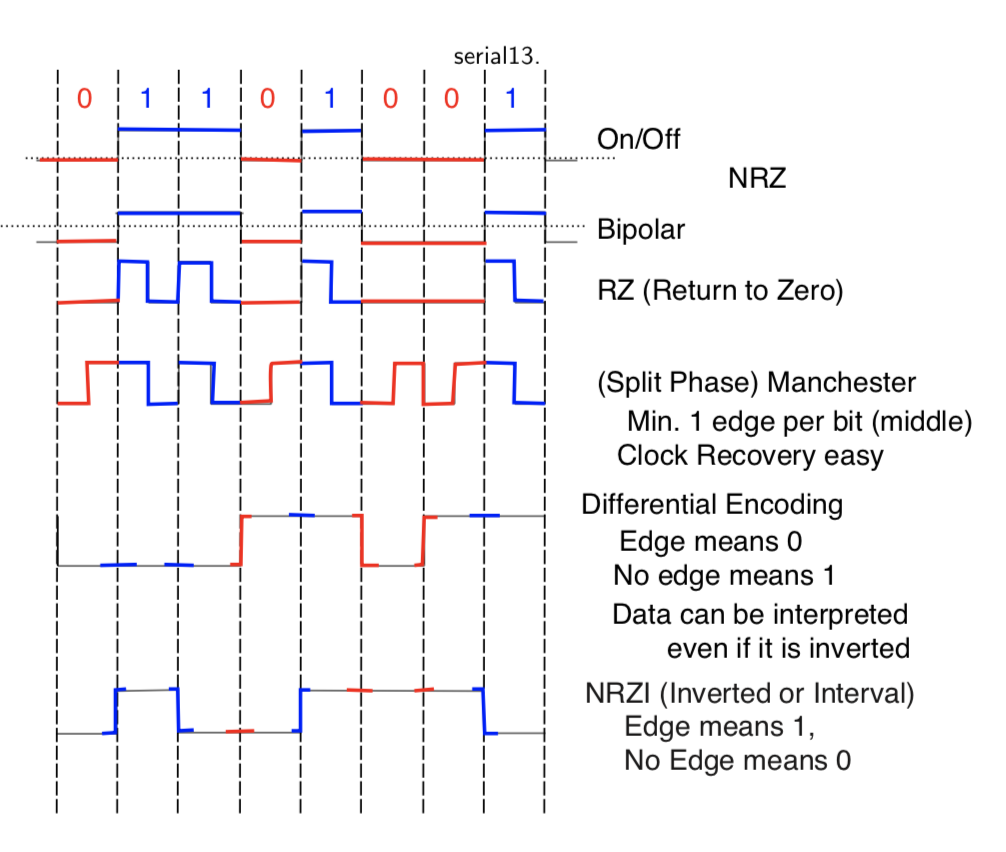 serial13.
0 1 1 0 1 0 0 1
On/Off
NRZ
Bipolar
RZ (Return to Zero)
(Split Phase) Manchester
Min. 1 edge per bit (middle)
Clock Recovery easy
Differential Encoding
Edge means 0
No edge means 1
Data can be interpreted
even if it is inverted
NRZI (Inverted or Interval)
Edge means 1,
No Edge means 0